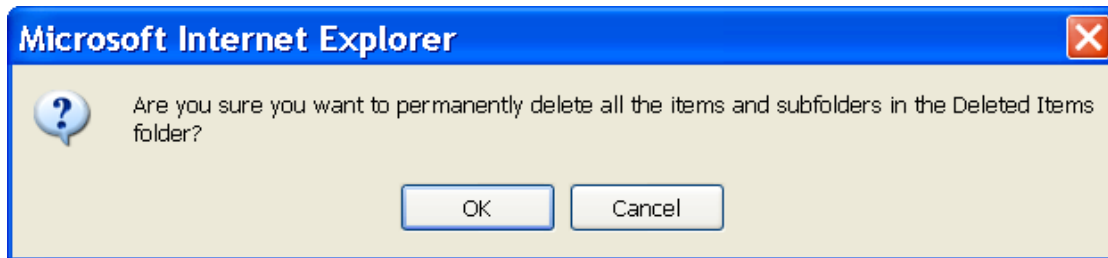 Microsoft Internet Explorer
Are you sure you want to permanently delete all the items and subfolders in the Deleted Items
folder?
OK Cancel